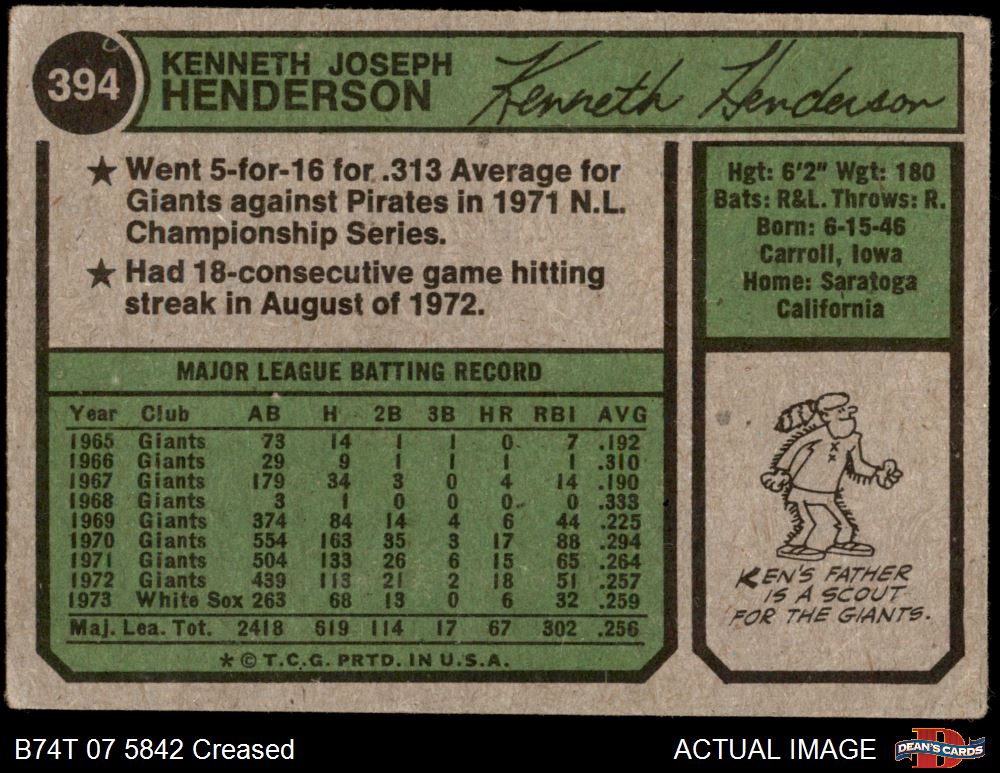 394
KENNETH JOSEPH
HENDERSON
Kenneth Henderson
★ Went 5-for-16 for .313 Average for
Giants against Pirates in 1971 N.L.
Championship Series.
★ Had 18-consecutive game hitting
streak in August of 1972.
Hgt: 6'2" Wgt: 180
Bats: R&L. Throws: R.
Born: 6-15-46
Carroll, Iowa
Home: Saratoga
California
MAJOR LEAGUE BATTING RECORD
Year Club AB H 2B 3B HR RBI AVG
1965 Giants 73 14 1 1 0 7 .192
1966 Giants 29 9 1 1 1 1 .310
1967 Giants 179 34 3 0 4 14 .190
1968 Giants 3 1 0 0 0 0 .333
1969 Giants 374 84 14 4 6 44 .225
1970 Giants 554 163 35 3 17 88 .294
1971 Giants 504 133 26 6 15 65 .264
1972 Giants 439 113 21 2 18 51 .257
1973 White Sox 263 68 13 0 6 32 .259
Maj. Lea. Tot. 2418 619 114 17 67 302 .256
* © T.C.G. PRTD. IN U.S.A.
KEN'S FATHER
IS A SCOUT
FOR THE GIANTS.
B74T 07 5842 Creased
ACTUAL IMAGE
DEAN'S CARDS